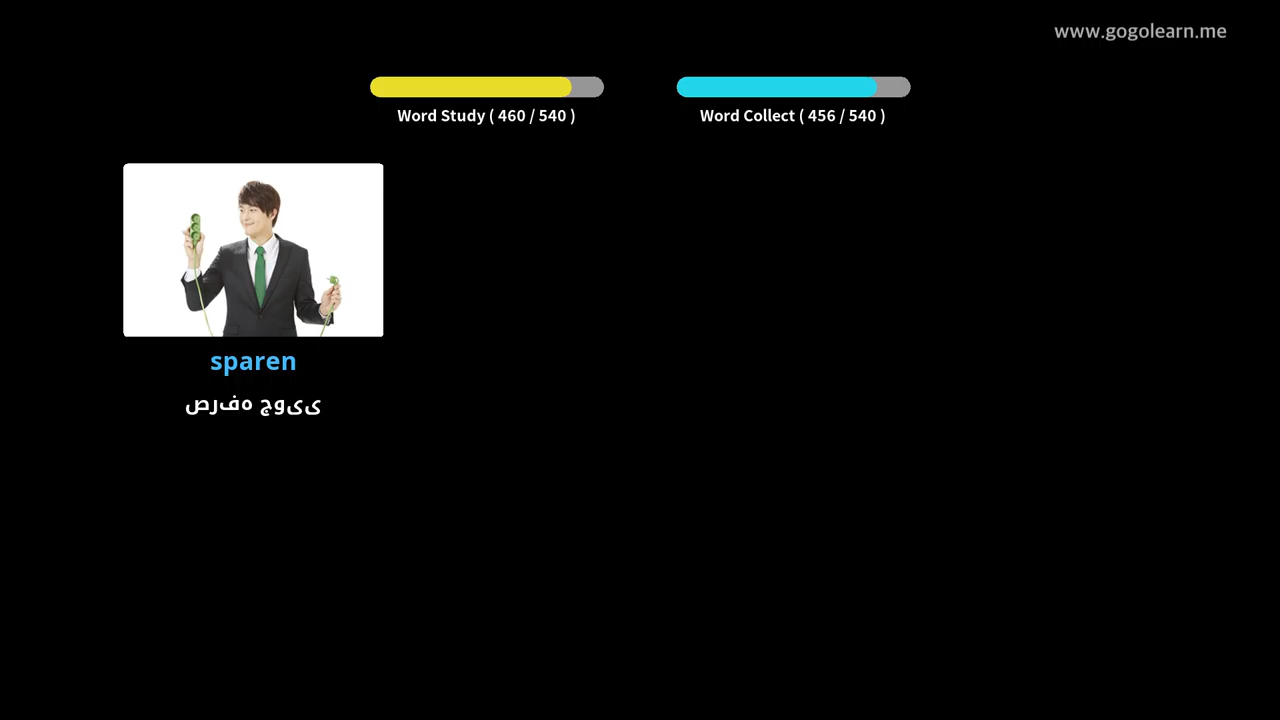 www.gogolearn.me
Word Study ( 460 / 540 )
Word Collect ( 456 / 540 )
sparen
صرفه جویی